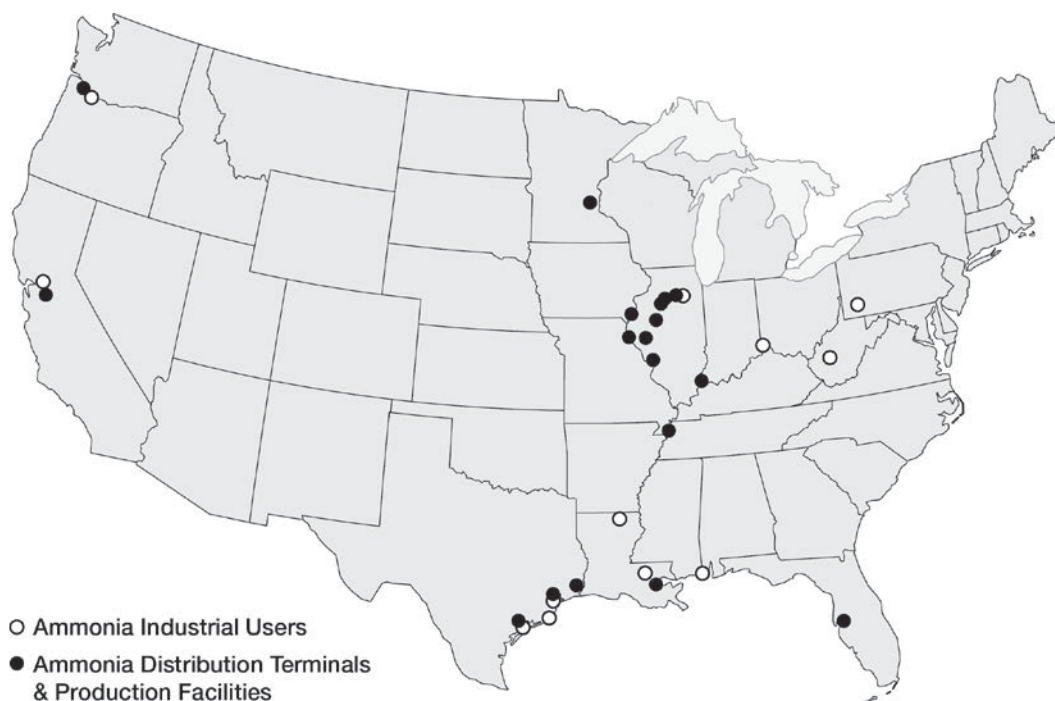 Ammonia Industrial Users
Ammonia Distribution Terminals
& Production Facilities